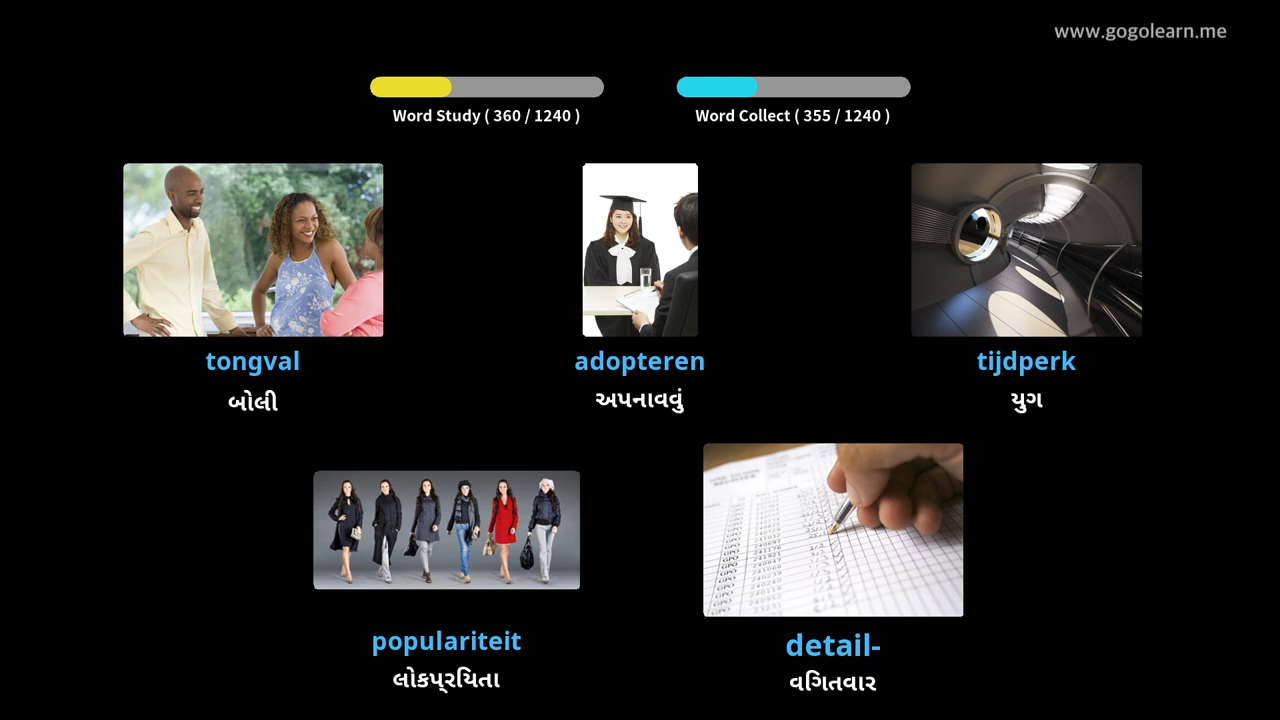 www.gogolearn.me
Word Study ( 360 / 1240 )
Word Collect ( 355 / 1240 )
tongval
adopteren
tijdperk
બોલી
અપનાવવું
યુગ
populariteit
detail-
લોકપ્રિયતા
વિગતવાર